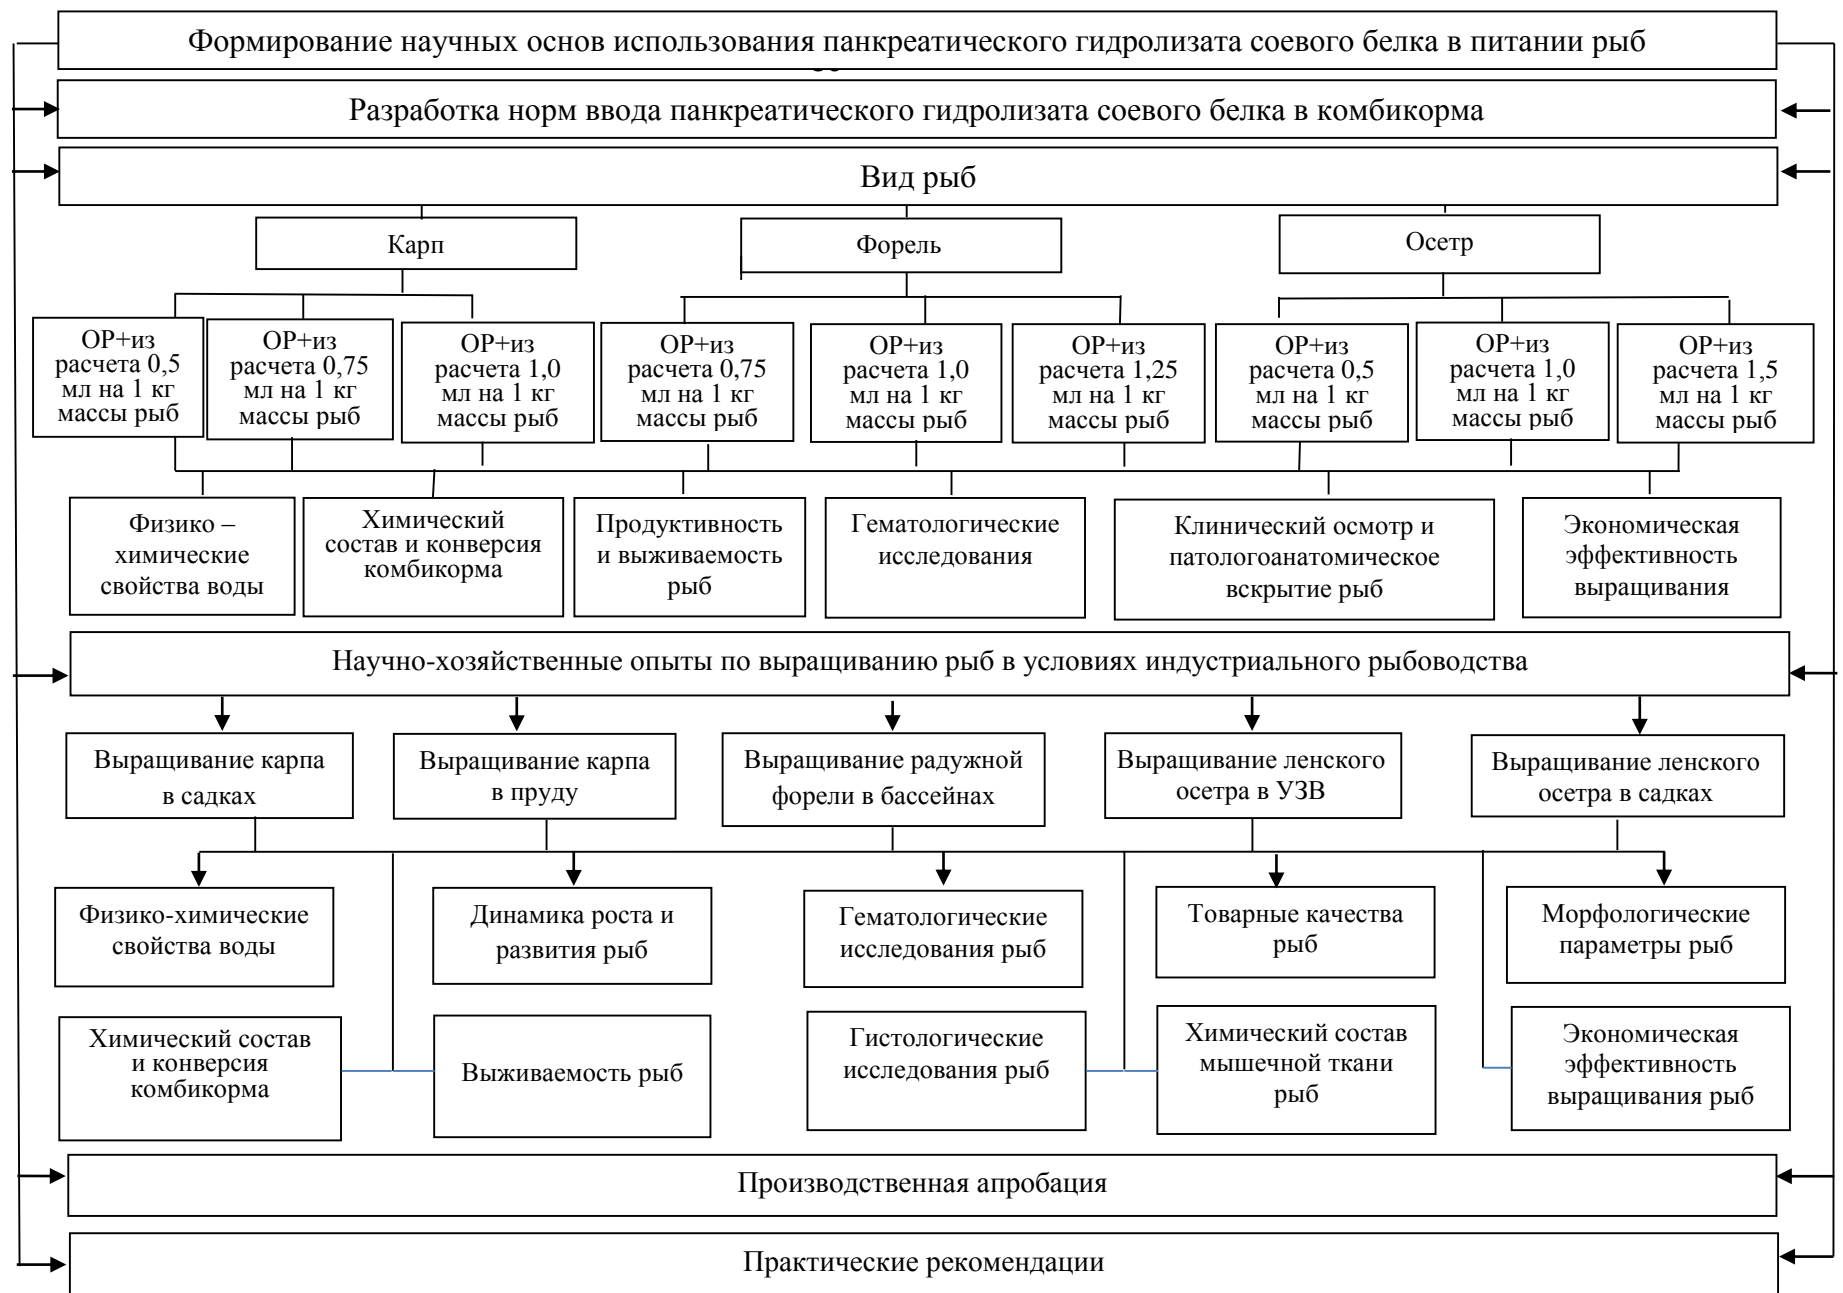 Формирование научных основ использования панкреатического гидролизата соевого белка в питании рыб
Разработка норм ввода панкреатического гидролизата соевого белка в комбикорма
Вид рыб
Карп
Форель
Осетр
ОР+из
расчета 0,5
мл на 1 кг
массы рыб
ОР+из
расчета 0,75
мл на 1 кг
массы рыб
ОР+из
расчета 1,0
мл на 1 кг
массы рыб
ОР+из
расчета 0,75
мл на 1 кг
массы рыб
ОР+из
расчета 1,0
мл на 1 кг
массы рыб
ОР+из
расчета 1,25
мл на 1 кг
массы рыб
ОР+из
расчета 0,5
мл на 1 кг
массы рыб
ОР+из
расчета 1,0
мл на 1 кг
массы рыб
ОР+из
расчета 1,5
мл на 1 кг
массы рыб
Физико –
химические
свойства воды
Химический
состав и конверсия
комбикорма
Продуктивность
и выживаемость
рыб
Гематологические
исследования
Клинический осмотр и
патологоанатомическое
вскрытие рыб
Экономическая
эффективность
выращивания
Научно-хозяйственные опыты по выращиванию рыб в условиях индустриального рыбоводства
Выращивание карпа
в садках
Выращивание карпа
в пруду
Выращивание радужной
форели в бассейнах
Выращивание ленского
осетра в УЗВ
Выращивание ленского
осетра в садках
Физико-химические
свойства воды
Динамика роста и
развития рыб
Гематологические
исследования рыб
Товарные качества
рыб
Морфологические
параметры рыб
Химический состав
и конверсия
комбикорма
Выживаемость рыб
Гистологические
исследования рыб
Химический состав
мышечной ткани
рыб
Экономическая
эффективность
выращивания рыб
Производственная апробация
Практические рекомендации